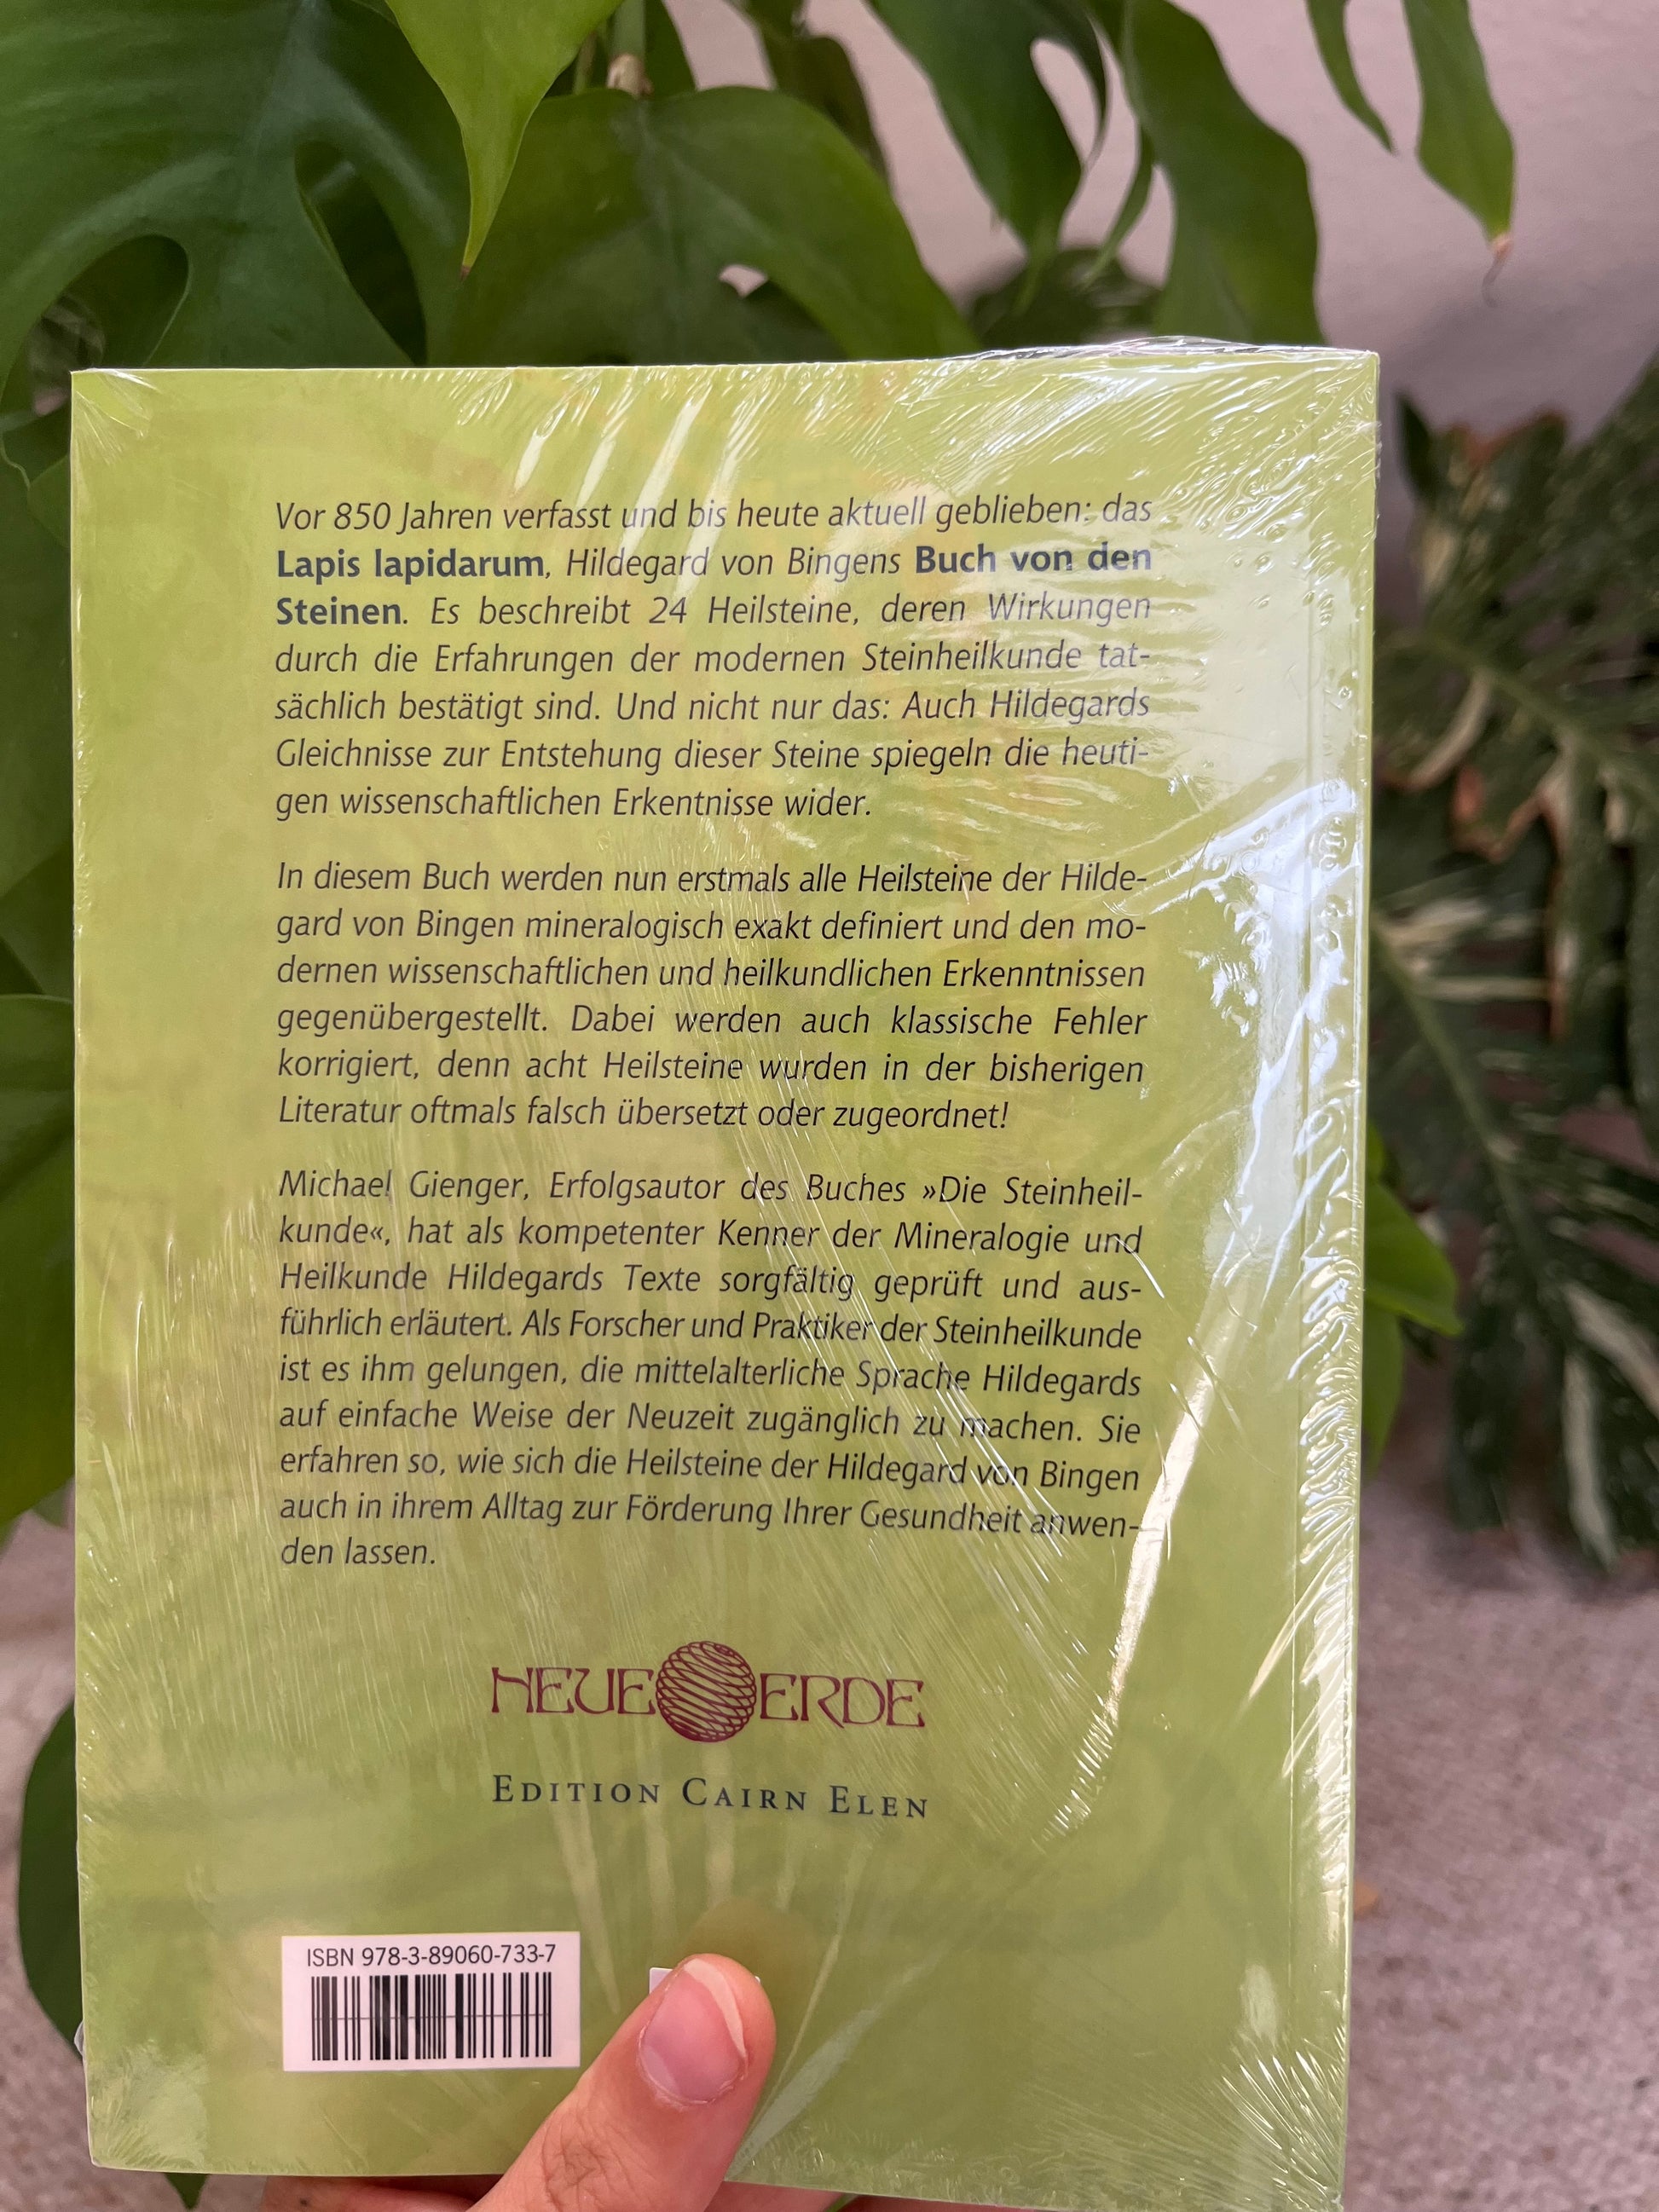 Vor 850 Jahren verfasst und bis heute aktuell geblieben: das
Lapis lapidarum, Hildegard von Bingens Buch von den
Steinen. Es beschreibt 24 Heilsteine, deren Wirkungen
durch die Erfahrungen der modernen Steinheilkunde tat-
sächlich bestätigt sind. Und nicht nur das: Auch Hildegards
Gleichnisse zur Entstehung dieser Steine spiegeln die heuti-
gen wissenschaftlichen Erkentnisse wider.
In diesem Buch werden nun erstmals alle Heilsteine der Hilde-
gard von Bingen mineralogisch exakt definiert und den mo-
dernen wissenschaftlichen und heilkundlichen Erkenntnissen
gegenübergestellt. Dabei werden auch klassische Fehler
korrigiert, denn acht Heilsteine wurden in der bisherigen
Literatur oftmals falsch übersetzt oder zugeordnet!
Michael Gienger, Erfolgsautor des Buches »Die Steinheil-
kunde«, hat als kompetenter Kenner der Mineralogie und
Heilkunde Hildegards Texte sorgfältig geprüft und aus-
führlich erläutert. Als Forscher und Praktiker der Steinheilkunde
ist es ihm gelungen, die mittelalterliche Sprache Hildegards
auf einfache Weise der Neuzeit zugänglich zu machen. Sie
erfahren so, wie sich die Heilsteine der Hildegard von Bingen
auch in ihrem Alltag zur Förderung Ihrer Gesundheit anwen-
den lassen.
NEUE ERDE
EDITION CAIRN ELEN
ISBN 978-3-89060-733-7